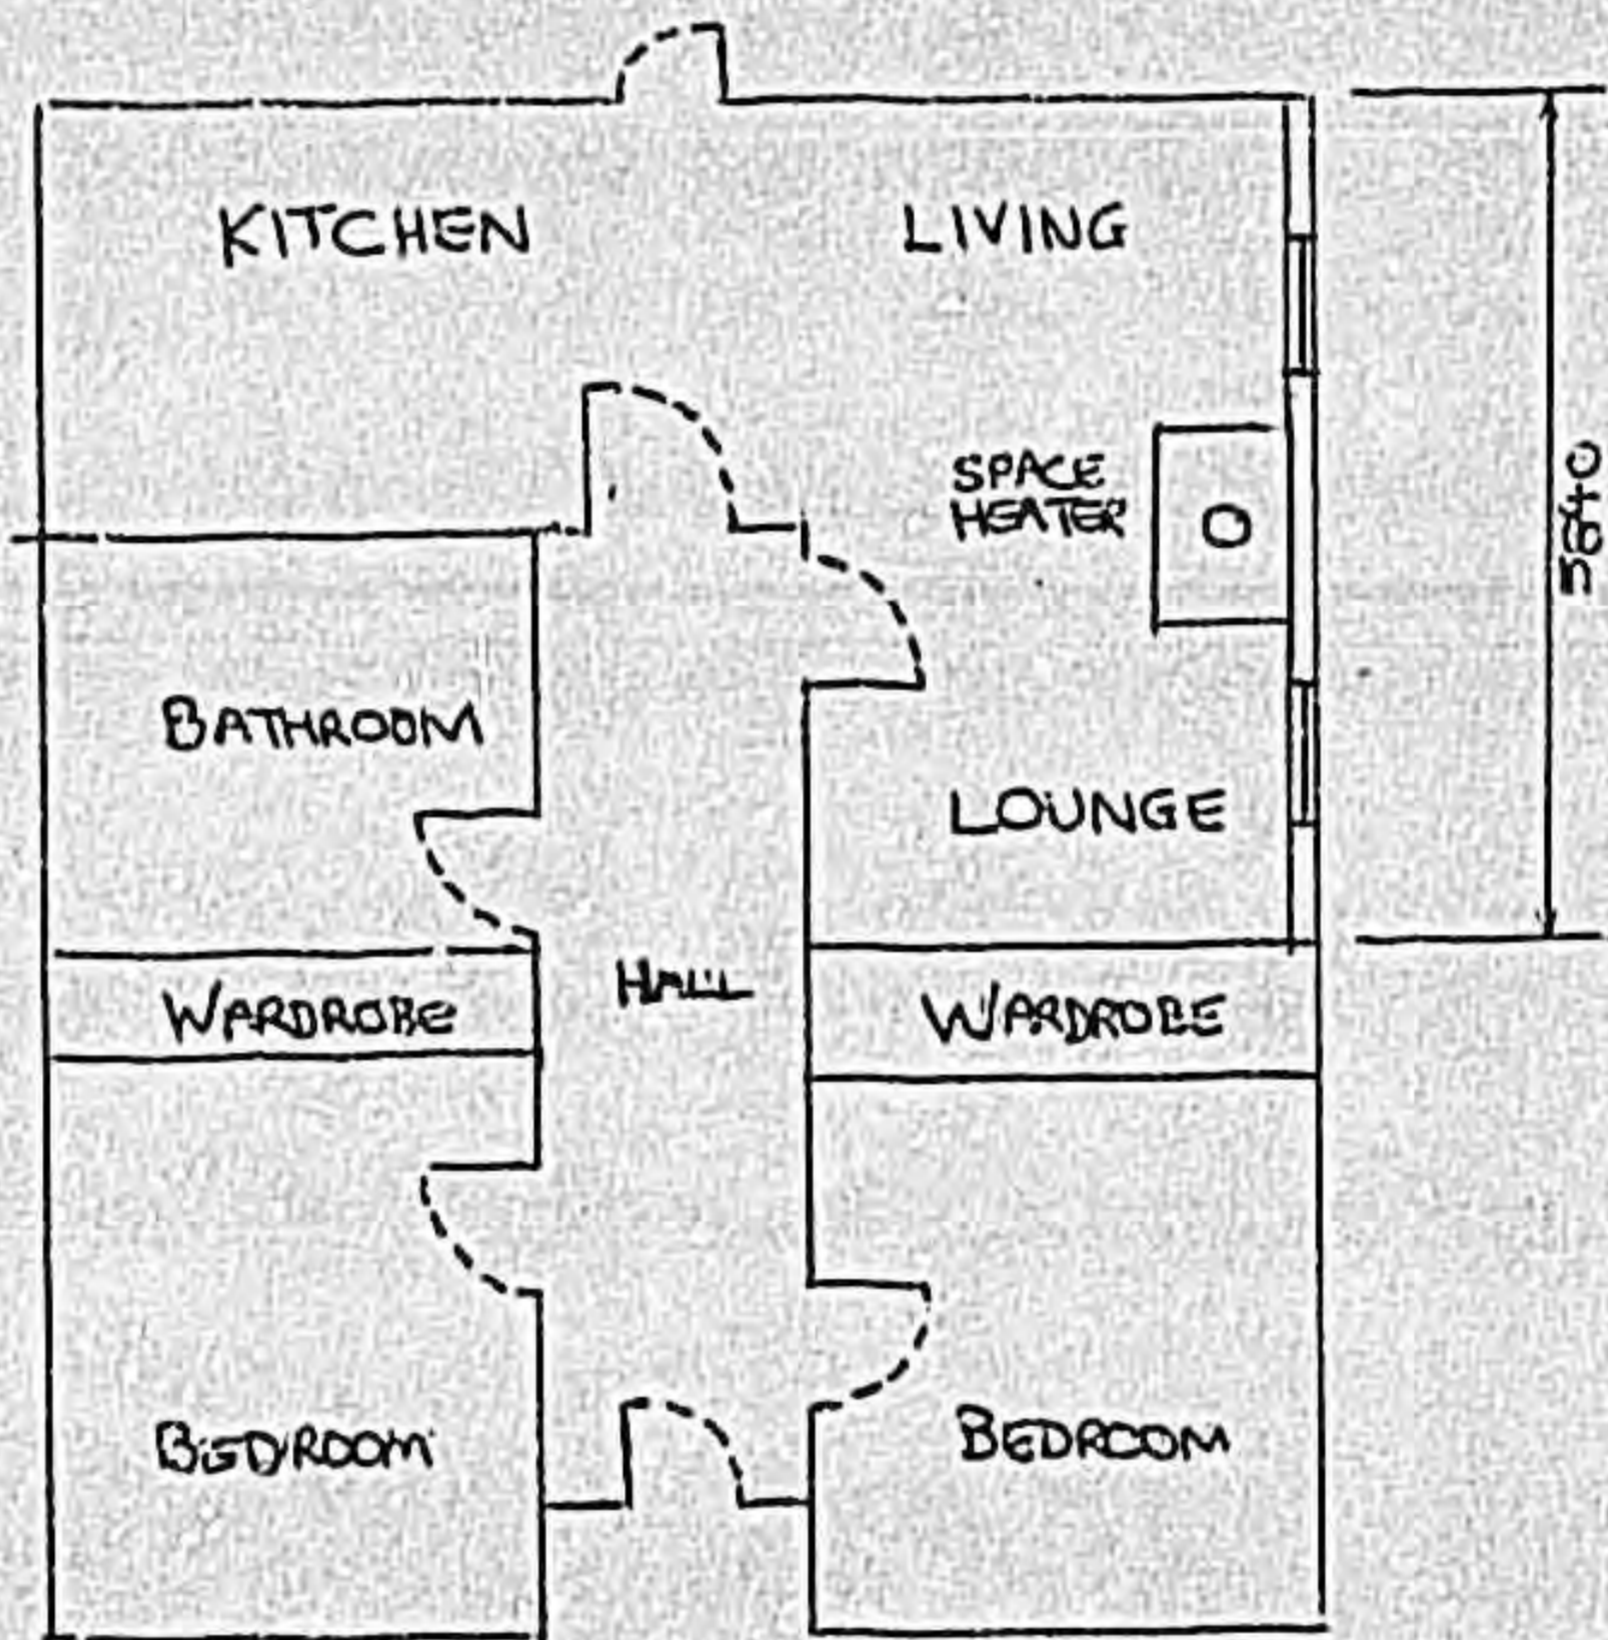 KITCHEN
LIVING
SPACE
HEATER
5840
BATHROOM
LOUNGE
HALL
WARDROBE
WARDROBE
BEDROOM
BEDROOM